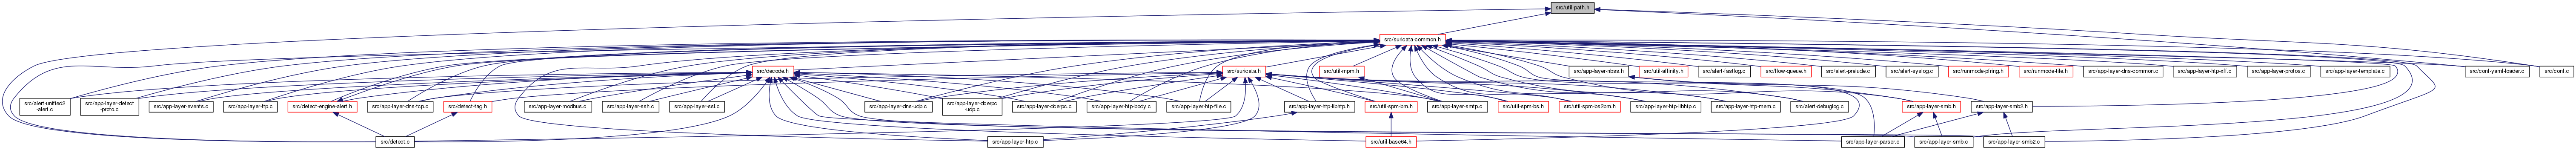 src/util-path.h
src/suricata-common.h
src/decode.h
src/suricata.h
src/util-mpm.h
src/app-layer-nbss.h
src/util-affinity.h
src/alert-fastlog.c
src/flow-queue.h
src/alert-prelude.c
src/alert-syslog.c
src/runmode-pfring.h
src/runmode-tile.h
src/app-layer-dns-common.c
src/app-layer-htp-xff.c
src/app-layer-protos.c
src/app-layer-template.c
src/conf-yaml-loader.c
src/conf.c
src/alert-unified2
-alert.c
src/app-layer-detect
-proto.c
src/app-layer-events.c
src/app-layer-ftp.c
src/detect-engine-alert.h
src/app-layer-dns-tcp.c
src/detect-tag.h
src/app-layer-modbus.c
src/app-layer-ssh.c
src/app-layer-ssl.c
src/app-layer-dns-udp.c
src/app-layer-dcerpc
-udp.c
src/app-layer-dcerpc.c
src/app-layer-htp-body.c
src/app-layer-htp-file.c
src/app-layer-htp-libhtp.h
src/util-spm-bm.h
src/app-layer-smtp.c
src/util-spm-bs.h
src/util-spm-bs2bm.h
src/app-layer-htp-libhtp.c
src/app-layer-htp-mem.c
src/alert-debuglog.c
src/app-layer-smb.h
src/app-layer-smb2.h
src/detect.c
src/app-layer-htp.c
src/util-base64.h
src/app-layer-parser.c
src/app-layer-smb.c
src/app-layer-smb2.c